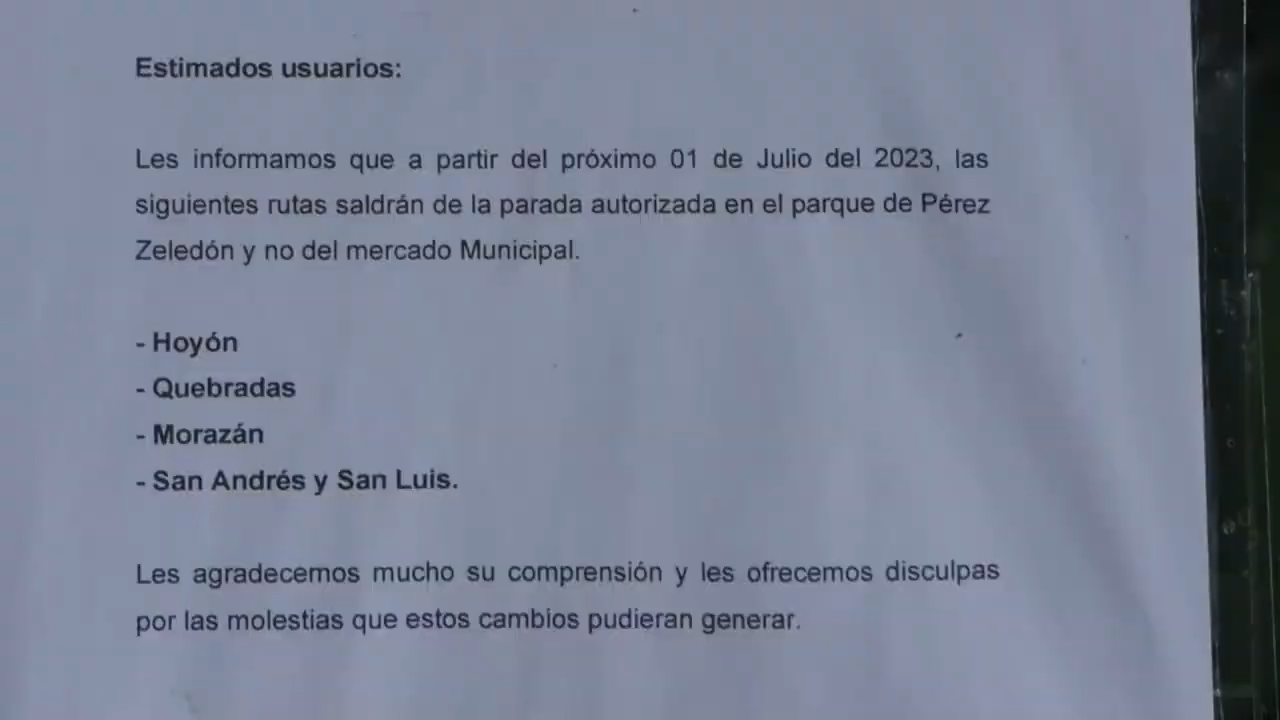 Estimados usuarios:
Les informamos que a partir del próximo 01 de Julio del 2023, las
siguientes rutas saldrán de la parada autorizada en el parque de Pérez
Zeledón y no del mercado Municipal.
- Hoyón
- Quebradas
- Morazán
- San Andrés y San Luis.
Les agradecemos mucho su comprensión y les ofrecemos disculpas
por las molestias que estos cambios pudieran generar.